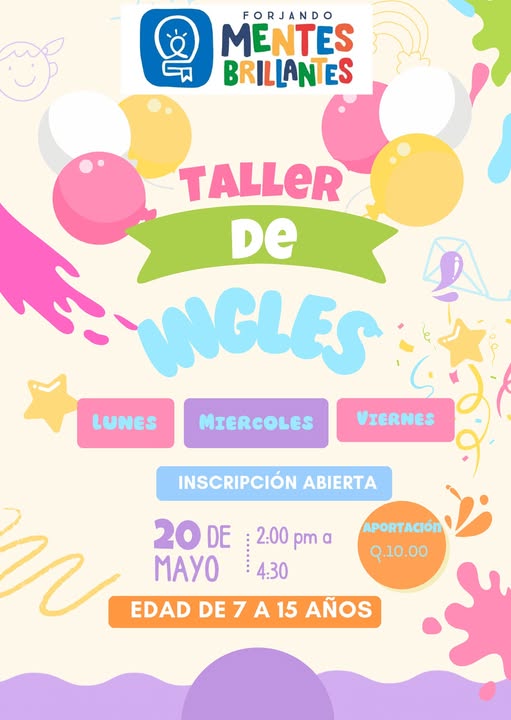 FORJANDO
MENTES
BRILLANTES
TALLER
DE
INGLES
LUNES
MIERCOLES
VIERNES
INSCRIPCIÓN ABIERTA
20 DE
MAYO
2:00 pm a
4:30
APORTACIÓN
Q.10.00
EDAD DE 7 A 15 AÑOS